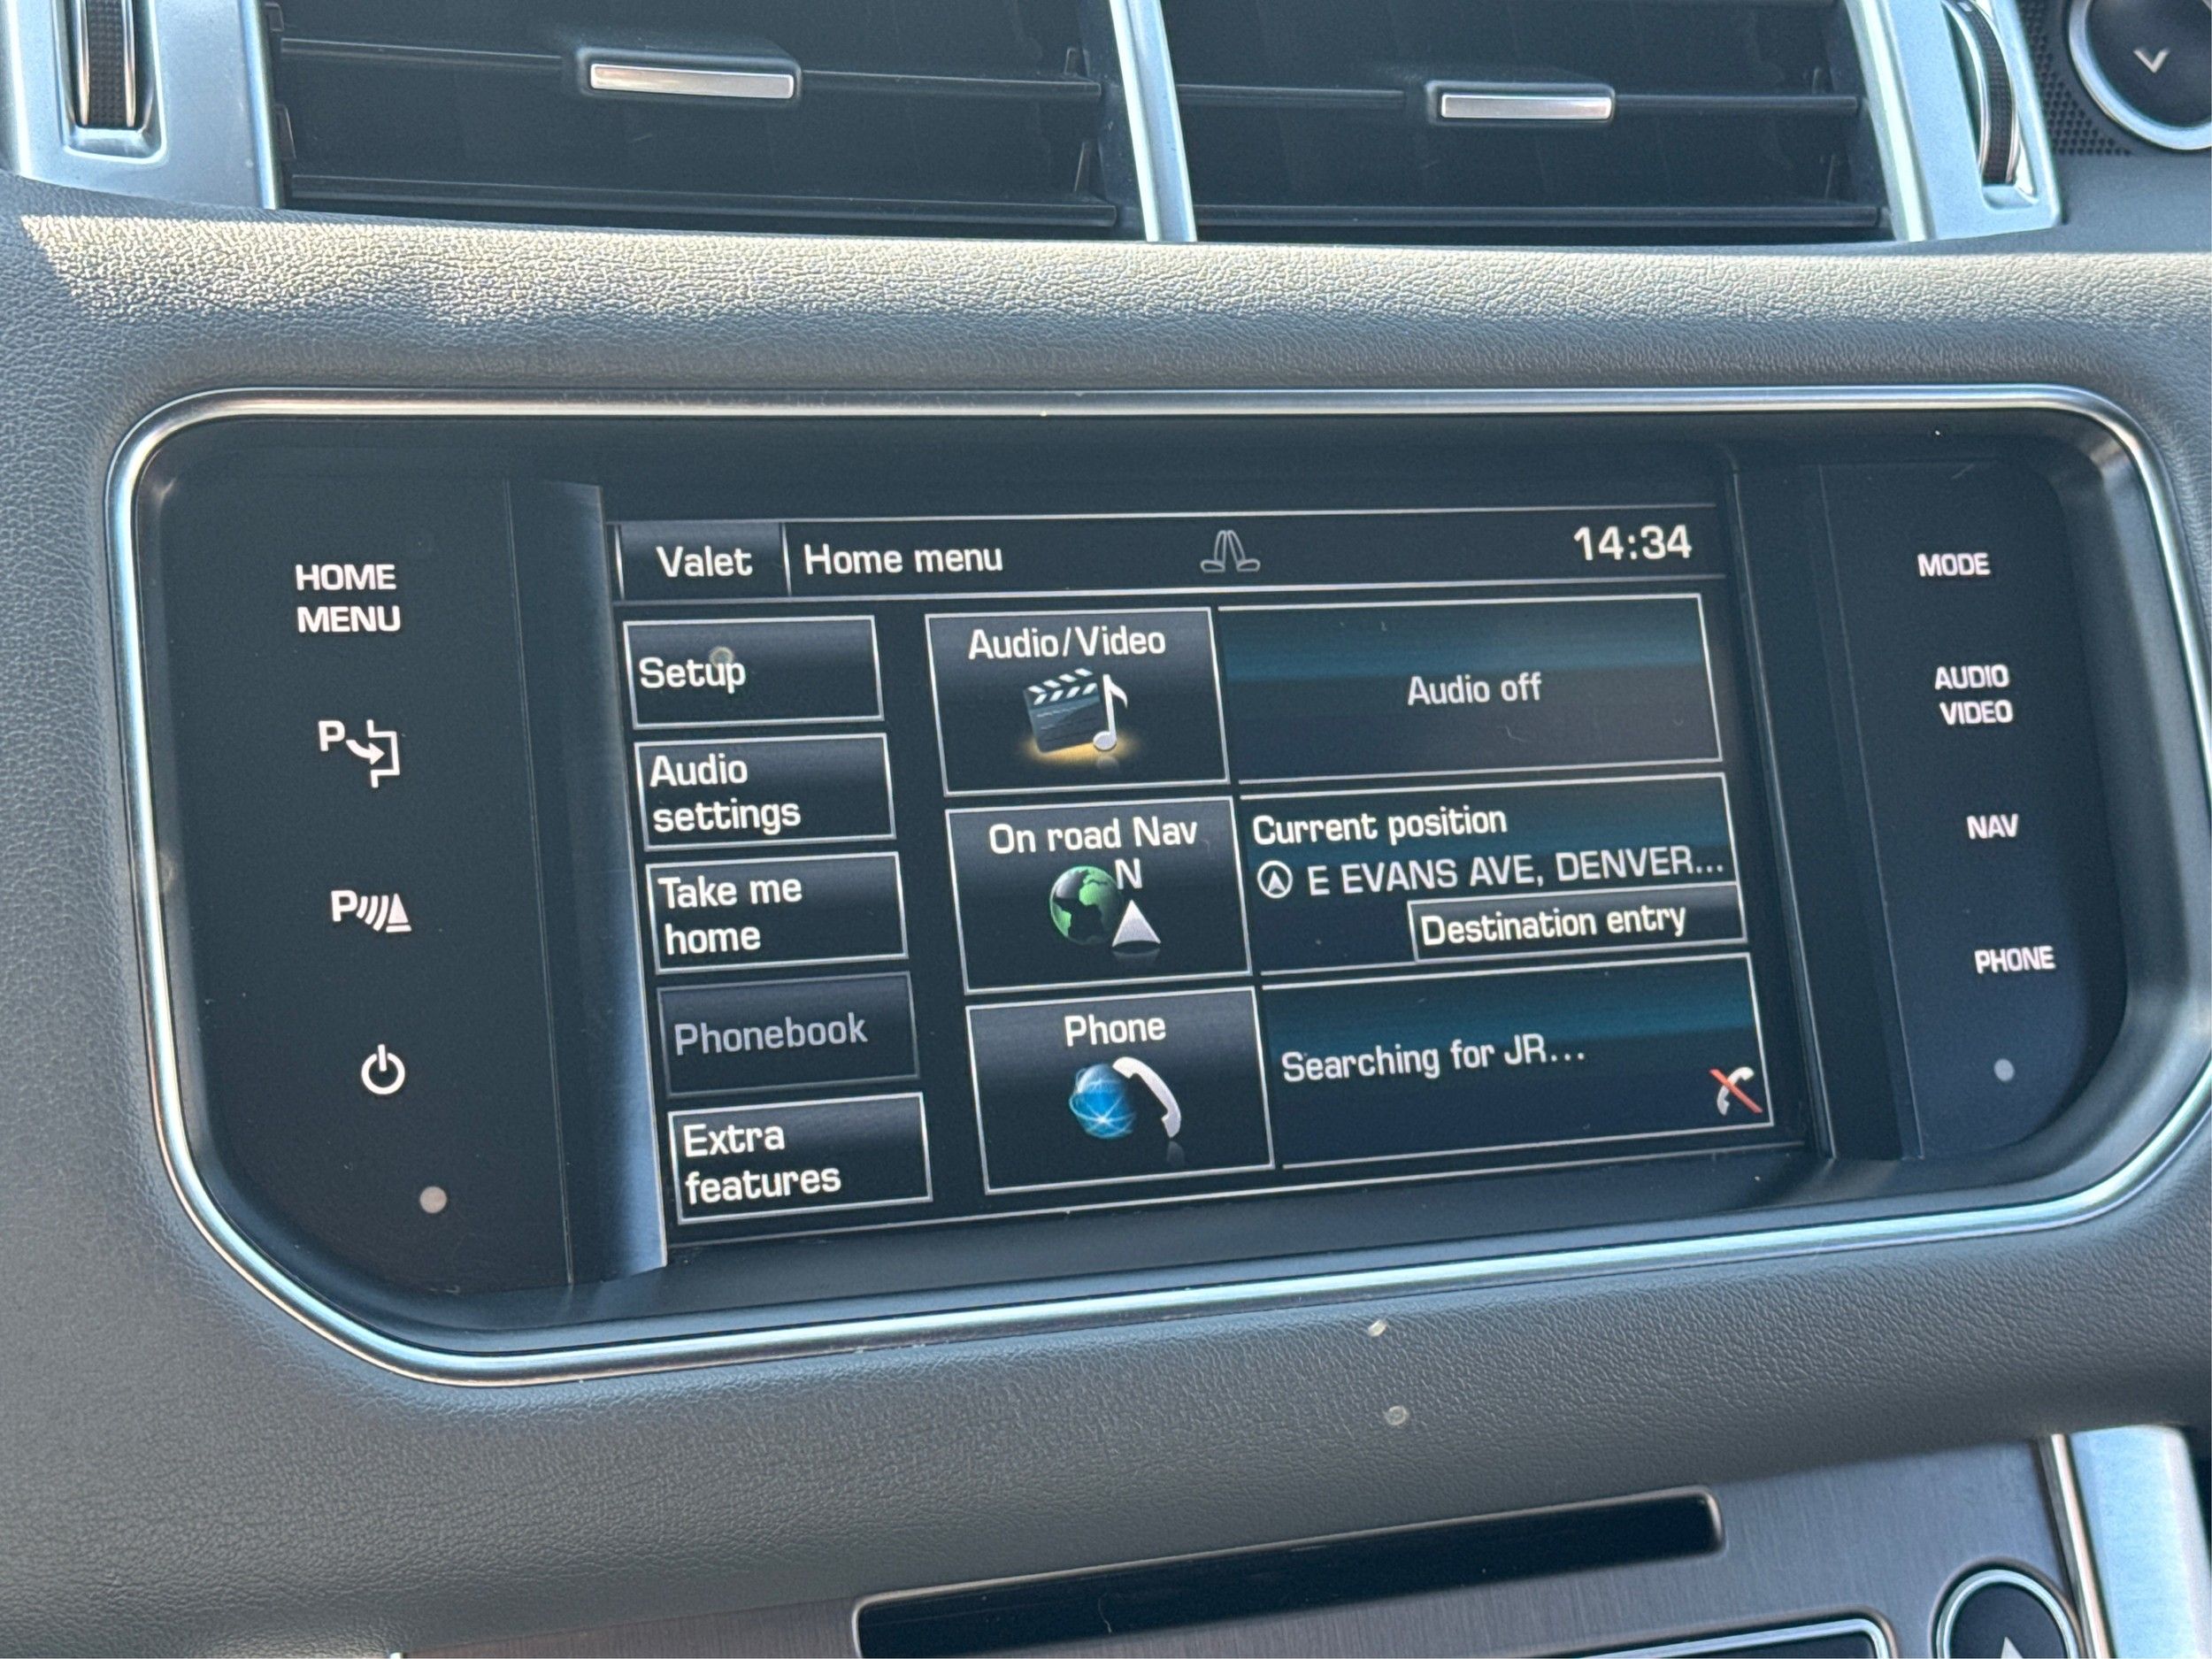 HOME
MENU
P
P
Valet
Home menu
14:34
Setup
Audio
settings
Take me
home
Phonebook
Extra
features
Audio/Video
Audio off
On road Nav
N
Current position
E EVANS AVE, DENVER...
Destination entry
Phone
Searching for JR...
MODE
AUDIO
VIDEO
NAV
PHONE